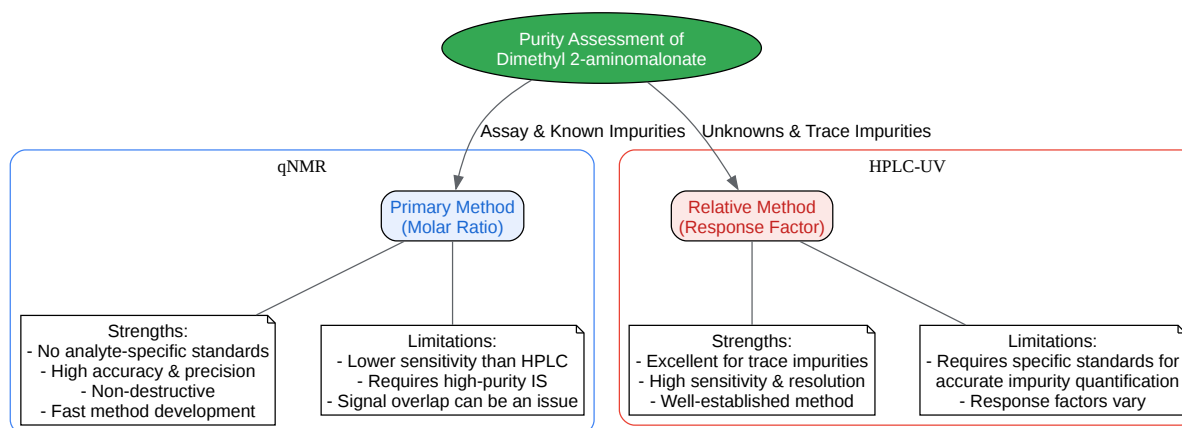 Purity Assessment of
Dimethyl 2-aminomalonate
Assay & Known Impurities
Unknowns & Trace Impurities
qNMR
Primary Method
(Molar Ratio)
Strengths:
- No analyte-specific standards
- High accuracy & precision
- Non-destructive
- Fast method development
Limitations:
- Lower sensitivity than HPLC
- Requires high-purity IS
- Signal overlap can be an issue
HPLC-UV
Relative Method
(Response Factor)
Strengths:
- Excellent for trace impurities
- High sensitivity & resolution
- Well-established method
Limitations:
- Requires specific standards for
accurate impurity quantification
- Response factors vary